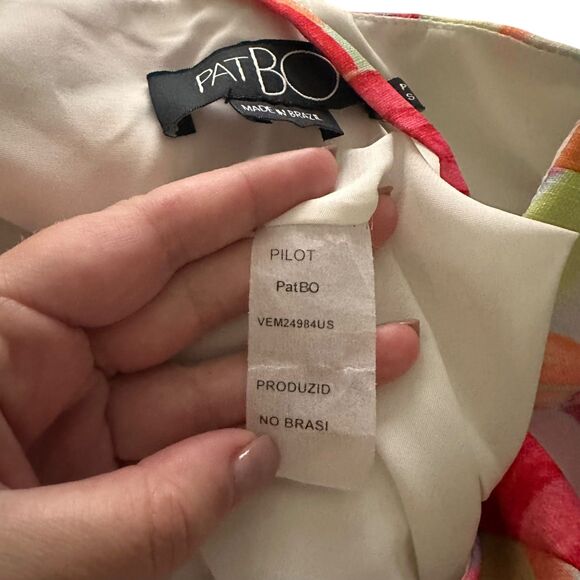 PATBO
MADE IN BRAZIL
PILOT
PatBO
VEM24984US
PRODUZID
NO BRASI